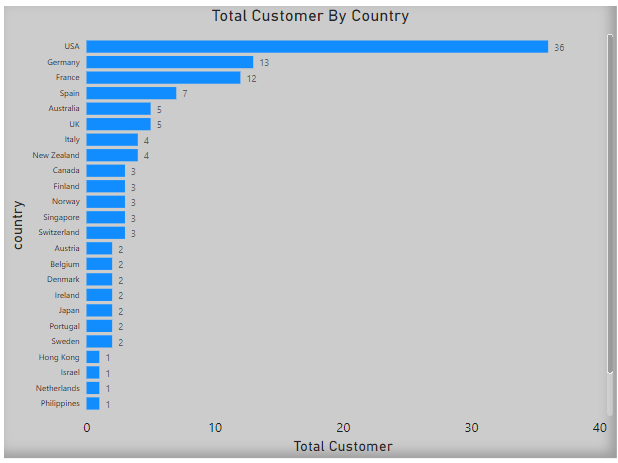 Total Customer By Country
country
USA 36
Germany 13
France 12
Spain 7
Australia 5
UK 5
Italy 4
New Zealand 4
Canada 3
Finland 3
Norway 3
Singapore 3
Switzerland 3
Austria 2
Belgium 2
Denmark 2
Ireland 2
Japan 2
Portugal 2
Sweden 2
Hong Kong 1
Israel 1
Netherlands 1
Philippines 1
0 10 20 30 40
Total Customer